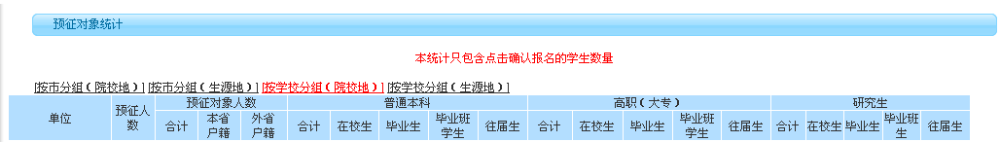 预征对象统计
本统计只包含点击确认报名的学生数量
[按市分组（院校地）] [按市分组（生源地）] [按学校分组（院校地）] [按学校分组（生源地）]
单位 预征人数 预征对象人数 普通本科 高职（大专） 研究生
合计 本省户籍 外省户籍 合计 在校生 毕业生 毕业班学生 往届生 合计 在校生 毕业生 毕业班学生 往届生 合计 在校生 毕业生 毕业班生 往届生